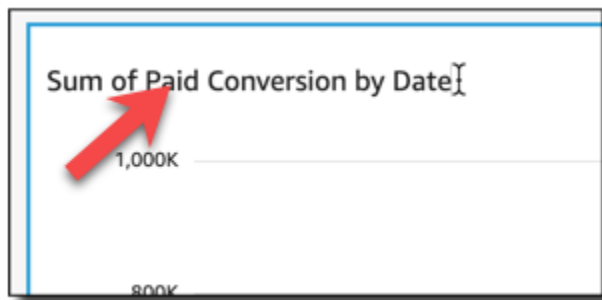 Sum of Paid Conversion by Date
1,000K
800K